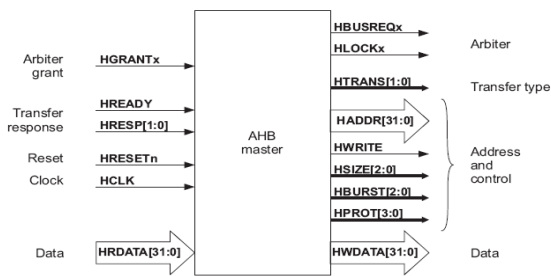 HBUSREQx
Arbiter
grant
HGRANTx
HLOCKx
Arbiter
HTRANS[1:0]
Transfer type
Transfer
response
HREADY
HRESP[1:0]
HADDR[31:0]
AHB
master
Reset
HRESETn
HWRITE
Address
and
control
Clock
HCLK
HSIZE[2:0]
HBURST[2:0]
HPROT[3:0]
Data
HRDATA[31:0]
HWDATA[31:0]
Data